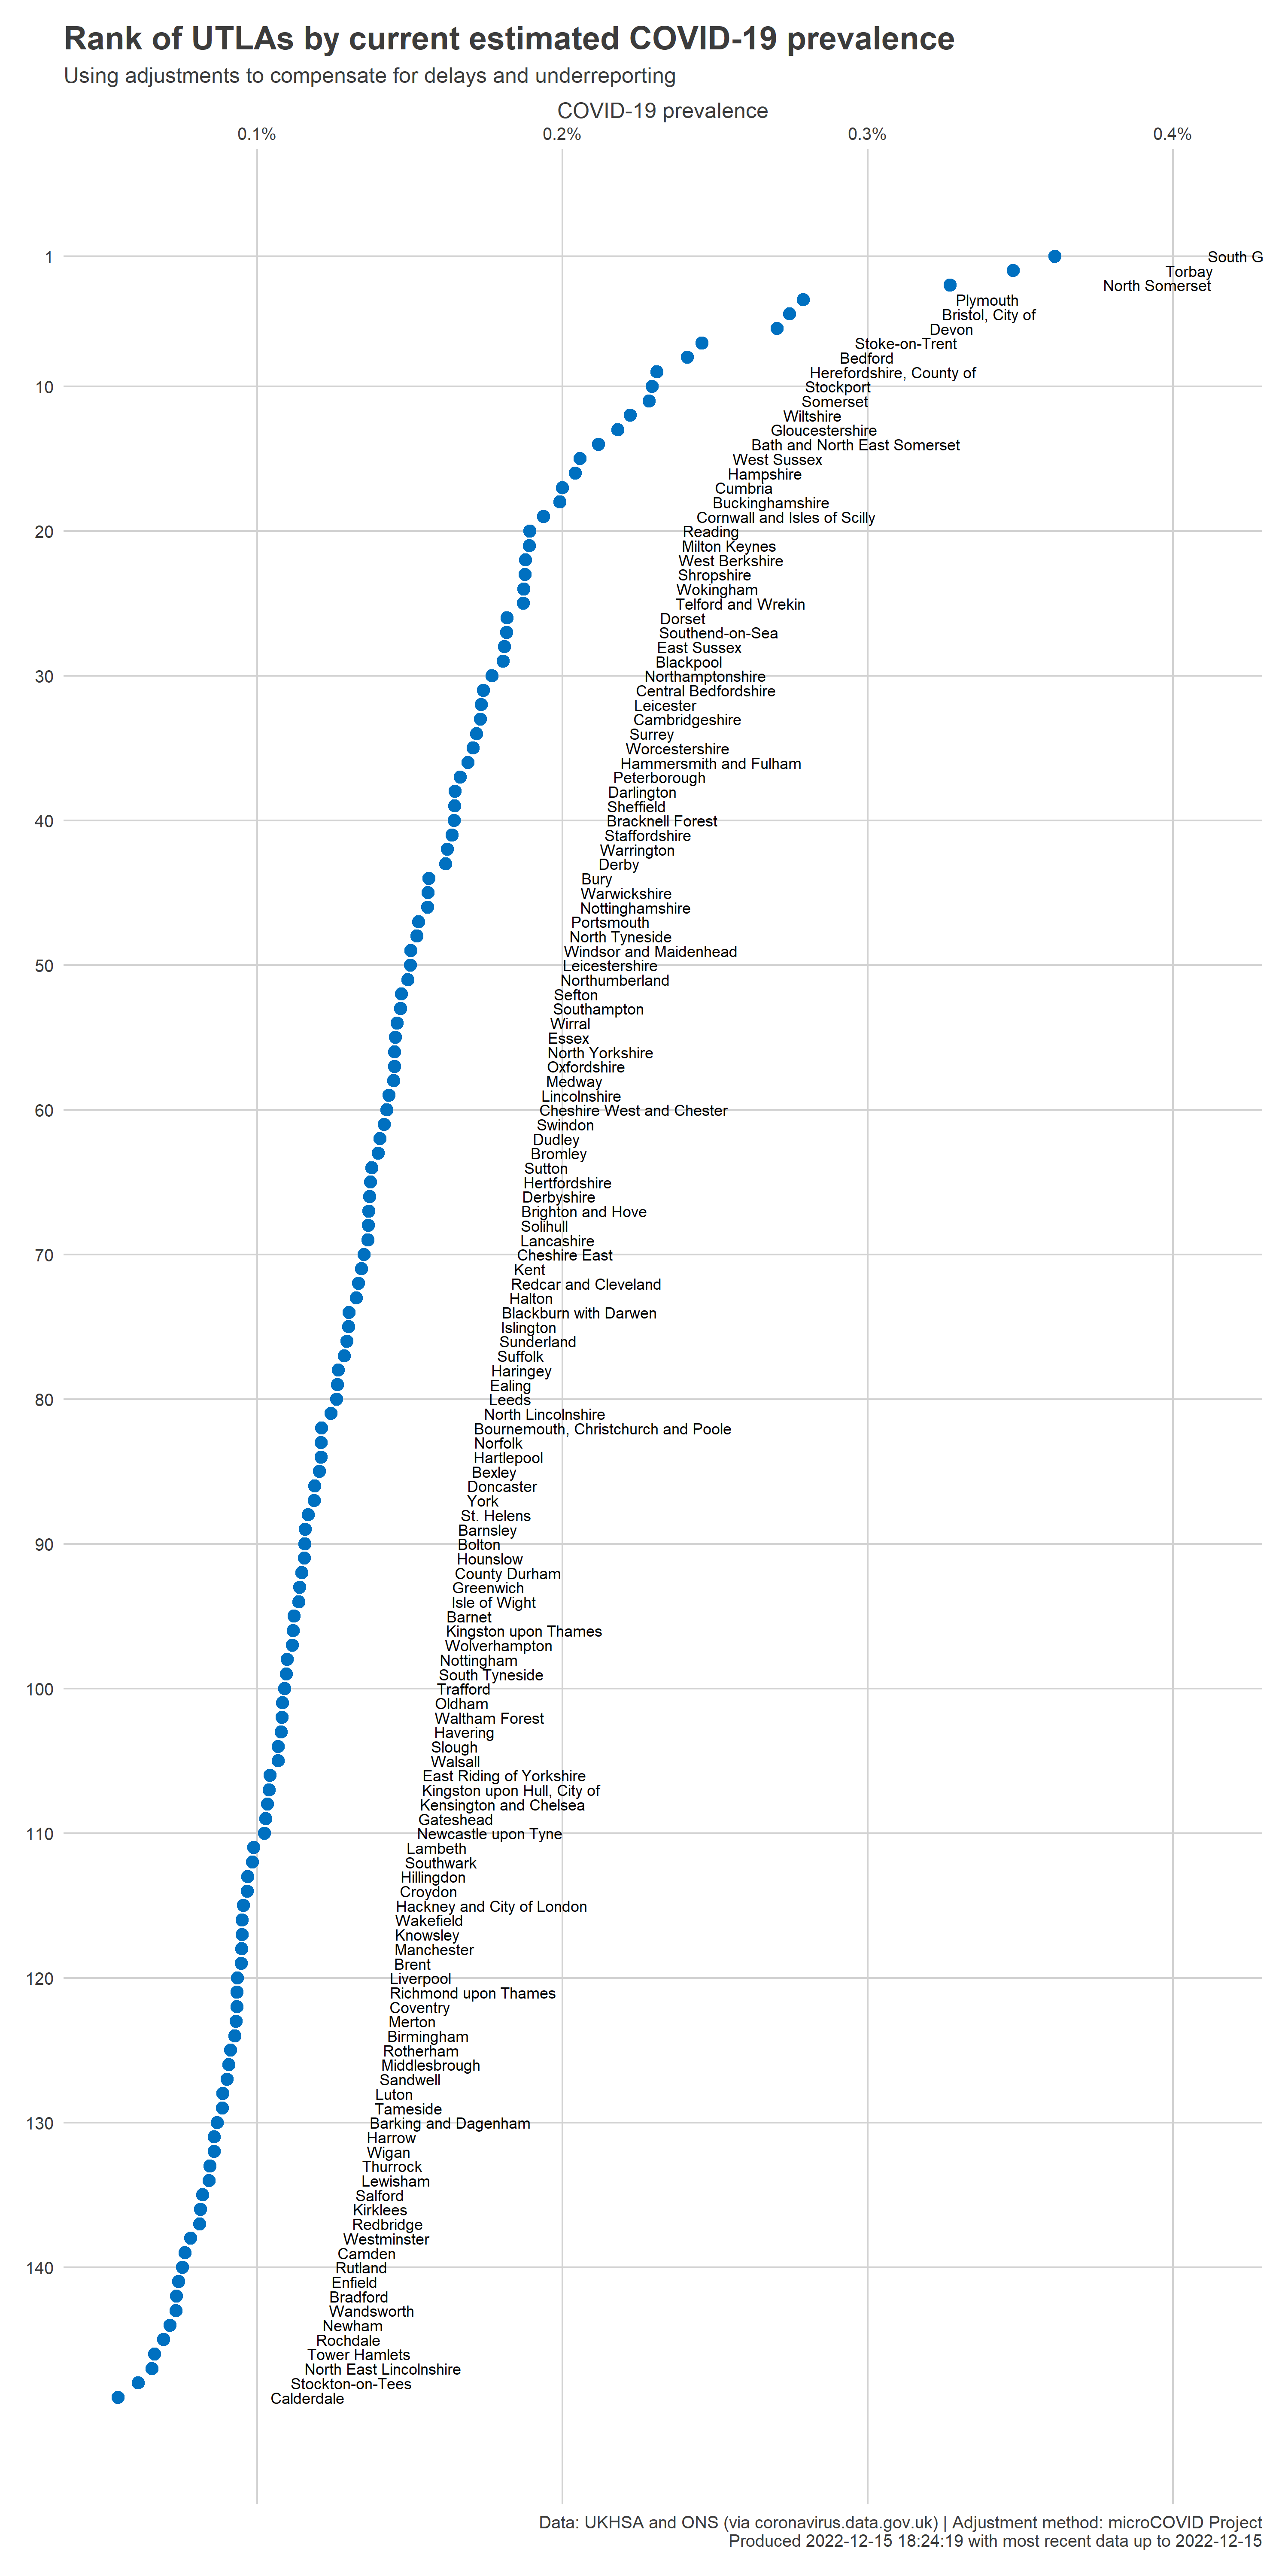 Rank of UTLAs by current estimated COVID-19 prevalence
Using adjustments to compensate for delays and underreporting
COVID-19 prevalence
0.1% 0.2% 0.3% 0.4%
1 South G
Torbay
North Somerset
Plymouth
Bristol, City of
Devon
Stoke-on-Trent
Bedford
Herefordshire, County of
10 Stockport
Somerset
Wiltshire
Gloucestershire
Bath and North East Somerset
West Sussex
Hampshire
Cumbria
Buckinghamshire
Cornwall and Isles of Scilly
20 Reading
Milton Keynes
West Berkshire
Shropshire
Wokingham
Telford and Wrekin
Dorset
Southend-on-Sea
East Sussex
Blackpool
30 Northamptonshire
Central Bedfordshire
Leicester
Cambridgeshire
Surrey
Worcestershire
Hammersmith and Fulham
Peterborough
Darlington
Sheffield
40 Bracknell Forest
Staffordshire
Warrington
Derby
Bury
Warwickshire
Nottinghamshire
Portsmouth
North Tyneside
Windsor and Maidenhead
50 Leicestershire
Northumberland
Sefton
Southampton
Wirral
Essex
North Yorkshire
Oxfordshire
Medway
Lincolnshire
60 Cheshire West and Chester
Swindon
Dudley
Bromley
Sutton
Hertfordshire
Derbyshire
Brighton and Hove
Solihull
Lancashire
70 Cheshire East
Kent
Redcar and Cleveland
Halton
Blackburn with Darwen
Islington
Sunderland
Suffolk
Haringey
Ealing
80 Leeds
North Lincolnshire
Bournemouth, Christchurch and Poole
Norfolk
Hartlepool
Bexley
Doncaster
York
St. Helens
Barnsley
90 Bolton
Hounslow
County Durham
Greenwich
Isle of Wight
Barnet
Kingston upon Thames
Wolverhampton
Nottingham
South Tyneside
100 Trafford
Oldham
Waltham Forest
Havering
Slough
Walsall
East Riding of Yorkshire
Kingston upon Hull, City of
Kensington and Chelsea
Gateshead
110 Newcastle upon Tyne
Lambeth
Southwark
Hillingdon
Croydon
Hackney and City of London
Wakefield
Knowsley
Manchester
Brent
120 Liverpool
Richmond upon Thames
Coventry
Merton
Birmingham
Rotherham
Middlesbrough
Sandwell
Luton
Tameside
130 Barking and Dagenham
Harrow
Wigan
Thurrock
Lewisham
Salford
Kirklees
Redbridge
Westminster
Camden
140 Rutland
Enfield
Bradford
Wandsworth
Newham
Rochdale
Tower Hamlets
North East Lincolnshire
Stockton-on-Tees
Calderdale
Data: UKHSA and ONS (via coronavirus.data.gov.uk) | Adjustment method: microCOVID Project
Produced 2022-12-15 18:24:19 with most recent data up to 2022-12-15